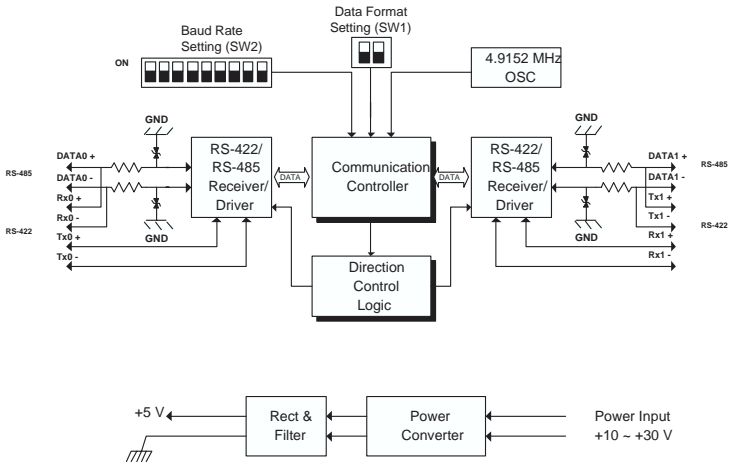 Data Format
Setting (SW1)
Baud Rate
Setting (SW2)
ON
4.9152 MHz
OSC
GND
GND
DATA0 +
RS-485
DATA0 -
Rx0 +
Rx0 -
RS-422
Tx0 +
Tx0 -
GND
RS-422/
RS-485
Receiver/
Driver
DATA
Communication
Controller
DATA
RS-422/
RS-485
Receiver/
Driver
DATA1 +
RS-485
DATA1 -
Tx1 +
Tx1 -
RS-422
Rx1 +
Rx1 -
GND
Direction
Control
Logic
+5 V
Rect &
Filter
Power
Converter
Power Input
+10 ~ +30 V